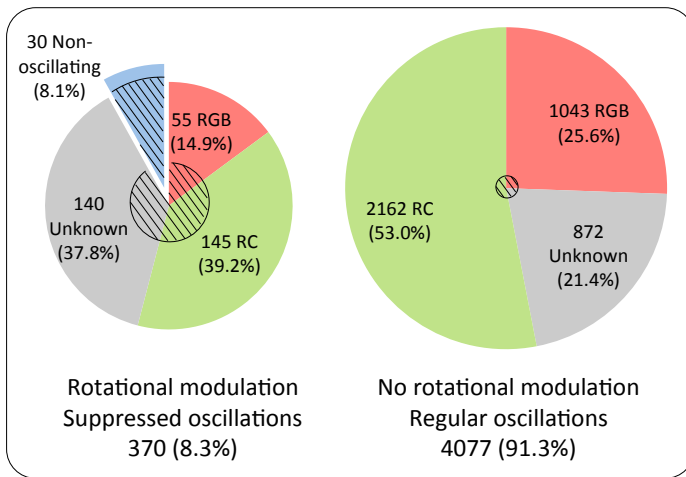 30 Non-
oscillating
(8.1%)
55 RGB
(14.9%)
140
Unknown
(37.8%)
145 RC
(39.2%)
Rotational modulation
Suppressed oscillations
370 (8.3%)
1043 RGB
(25.6%)
2162 RC
(53.0%)
872
Unknown
(21.4%)
No rotational modulation
Regular oscillations
4077 (91.3%)